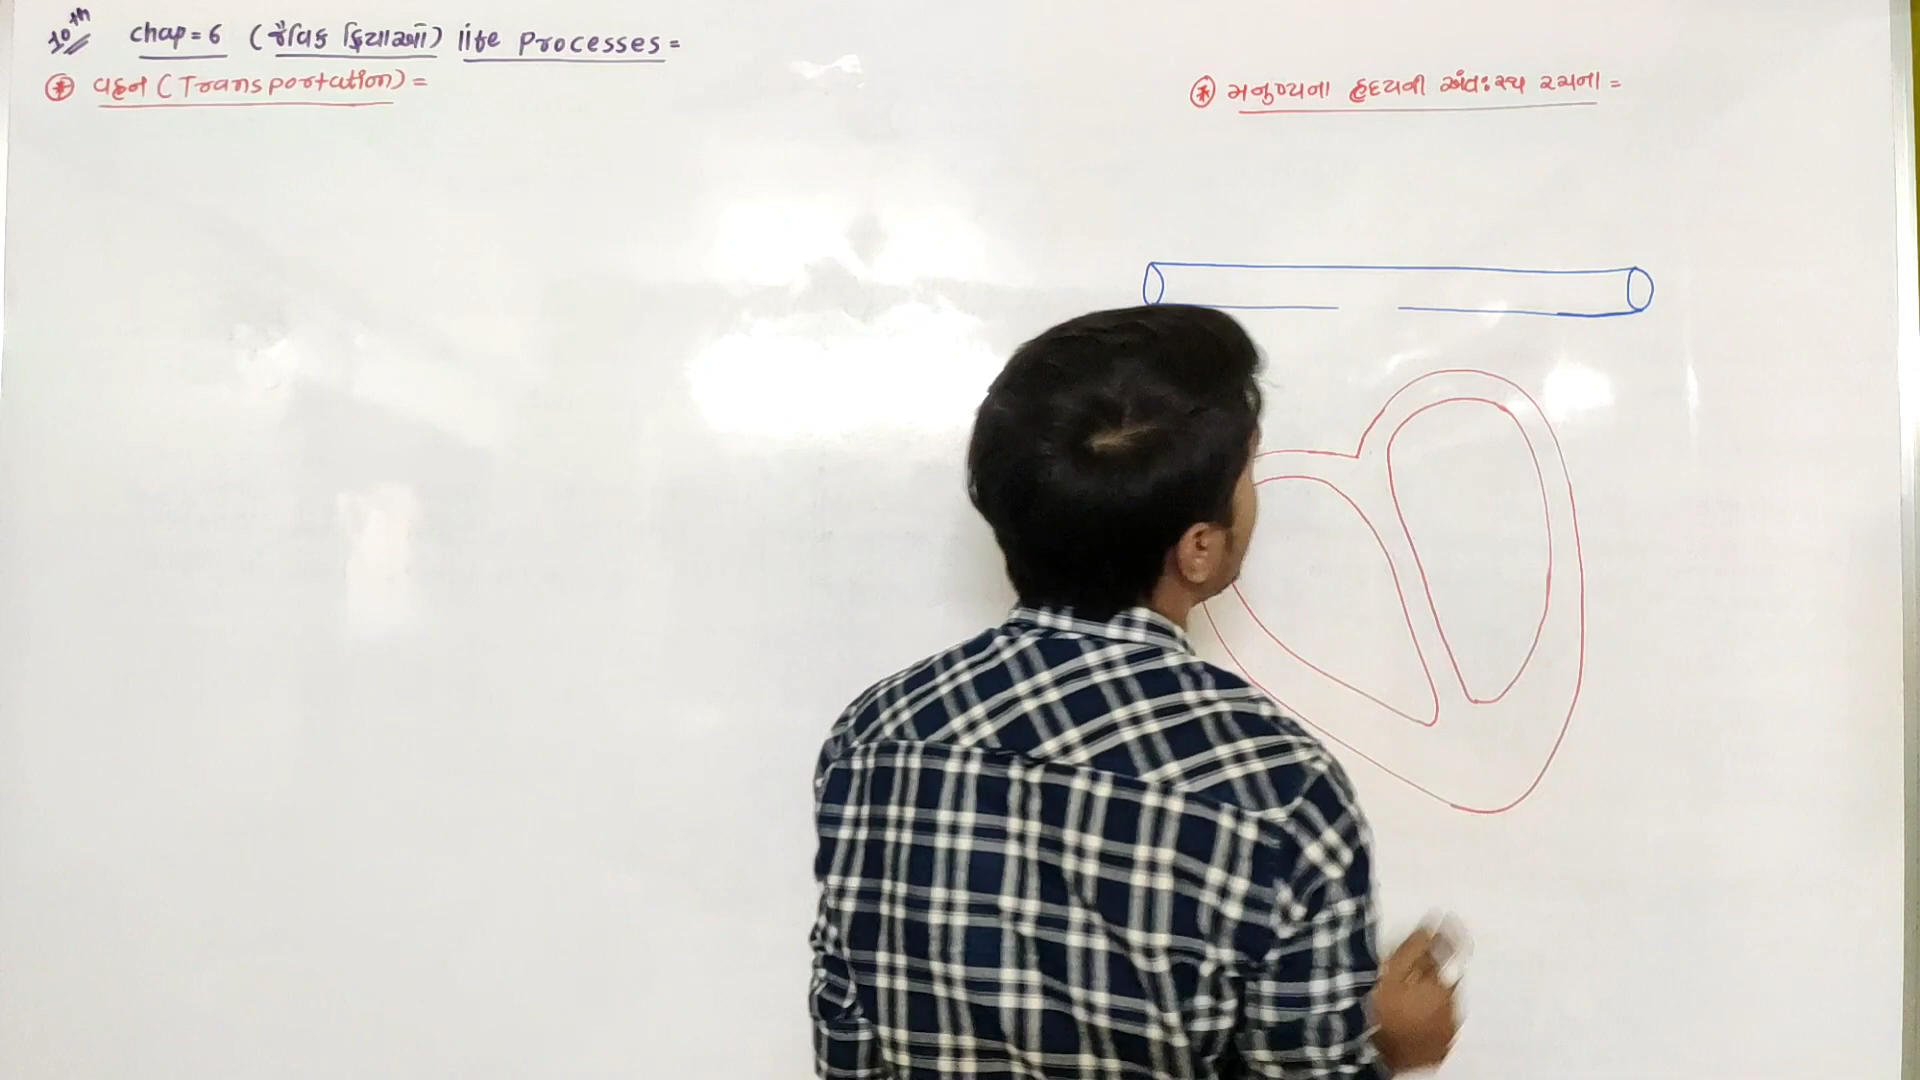 10th chap = 6 (જૈવિક ક્રિયાઓ) life Processes =
* વહન (Transportation) =
* મનુષ્યના હૃદયની અંતઃસ્થ રચના =